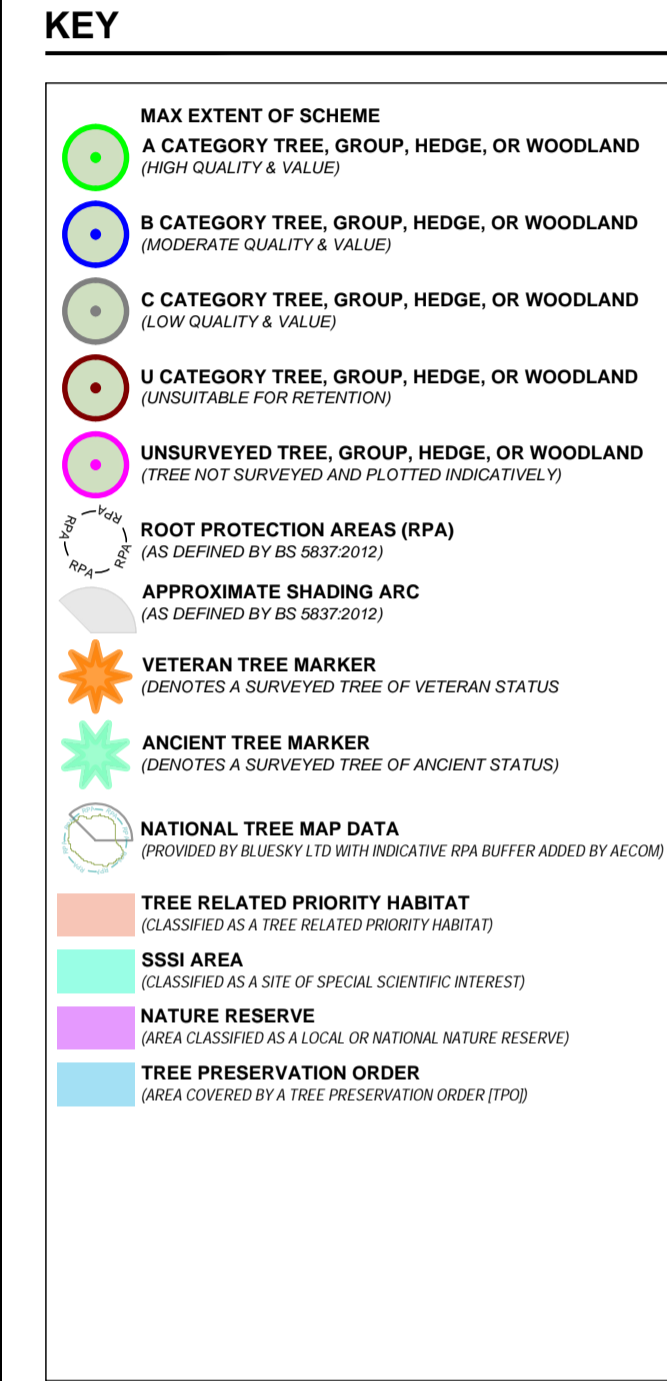 KEY
MAX EXTENT OF SCHEME
A CATEGORY TREE, GROUP, HEDGE, OR WOODLAND
(HIGH QUALITY & VALUE)
B CATEGORY TREE, GROUP, HEDGE, OR WOODLAND
(MODERATE QUALITY & VALUE)
C CATEGORY TREE, GROUP, HEDGE, OR WOODLAND
(LOW QUALITY & VALUE)
U CATEGORY TREE, GROUP, HEDGE, OR WOODLAND
(UNSUITABLE FOR RETENTION)
UNSURVEYED TREE, GROUP, HEDGE, OR WOODLAND
(TREE NOT SURVEYED AND PLOTTED INDICATIVELY)
RPA RPA RPA RPA
ROOT PROTECTION AREAS (RPA)
(AS DEFINED BY BS 5837:2012)
APPROXIMATE SHADING ARC
(AS DEFINED BY BS 5837:2012)
VETERAN TREE MARKER
(DENOTES A SURVEYED TREE OF VETERAN STATUS
ANCIENT TREE MARKER
(DENOTES A SURVEYED TREE OF ANCIENT STATUS)
NATIONAL TREE MAP DATA
(PROVIDED BY BLUESKY LTD WITH INDICATIVE RPA BUFFER ADDED BY AECOM)
TREE RELATED PRIORITY HABITAT
(CLASSIFIED AS A TREE RELATED PRIORITY HABITAT)
SSSI AREA
(CLASSIFIED AS A SITE OF SPECIAL SCIENTIFIC INTEREST)
NATURE RESERVE
(AREA CLASSIFIED AS A LOCAL OR NATIONAL NATURE RESERVE)
TREE PRESERVATION ORDER
(AREA COVERED BY A TREE PRESERVATION ORDER [TPO])